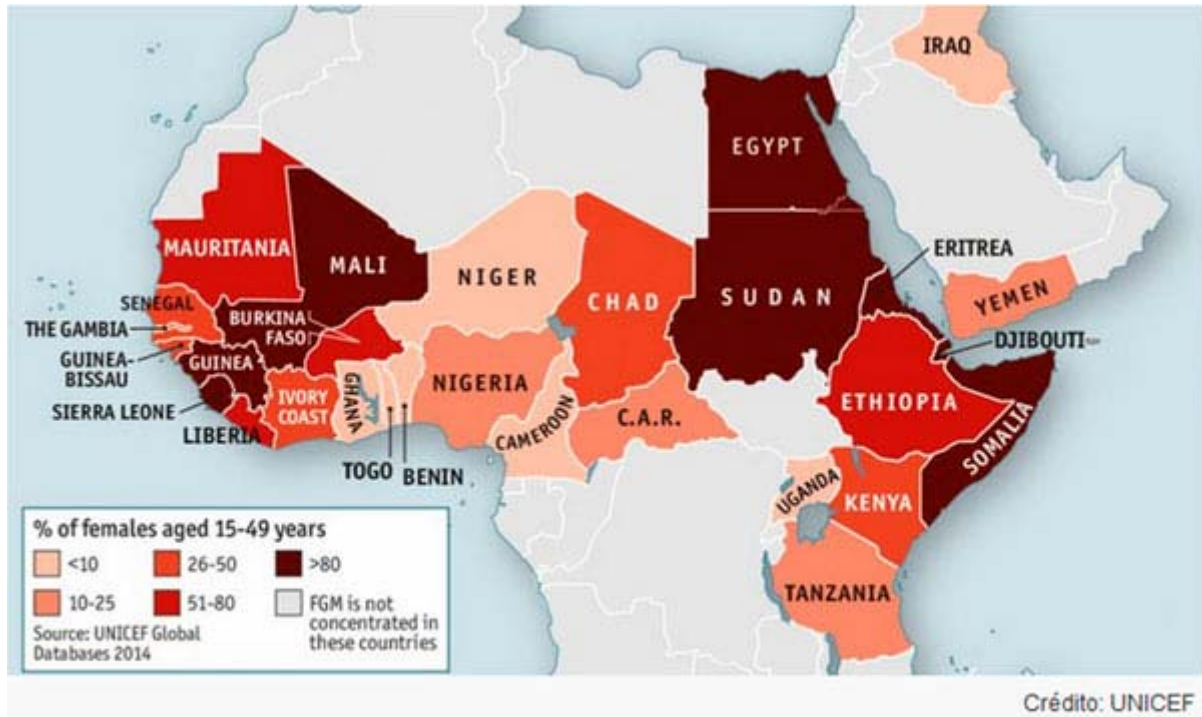 IRAQ
EGYPT
MAURITANIA
MALI
NIGER
CHAD
SUDAN
ERITREA
YEMEN
SENEGAL
THE GAMBIA
BURKINA
FASO
DJIBOUTI
GUINEA-
BISSAU
GUINEA
NIGERIA
ETHIOPIA
SIERRA LEONE
IVORY
COAST
GHANA
CAMEROON
C.A.R.
SOMALIA
LIBERIA
TOGO
BENIN
UGANDA
KENYA
TANZANIA
% of females aged 15-49 years
<10
26-50
>80
10-25
51-80
FGM is not
concentrated in
these countries
Source: UNICEF Global
Databases 2014
Crédito: UNICEF